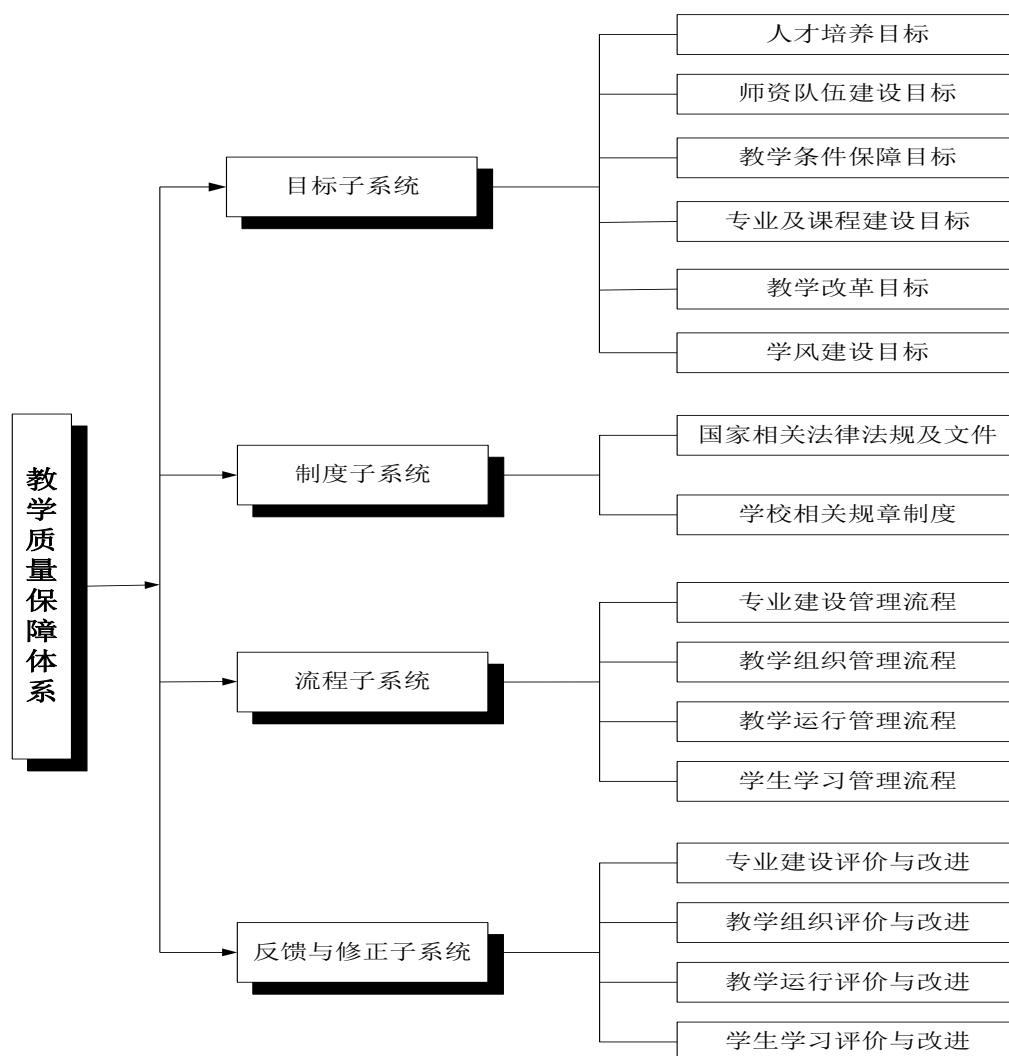 教学质量保障体系
目标子系统
人才培养目标
师资队伍建设目标
教学条件保障目标
专业及课程建设目标
教学改革目标
学风建设目标
制度子系统
国家相关法律法规及文件
学校相关规章制度
流程子系统
专业建设管理流程
教学组织管理流程
教学运行管理流程
学生学习管理流程
反馈与修正子系统
专业建设评价与改进
教学组织评价与改进
教学运行评价与改进
学生学习评价与改进